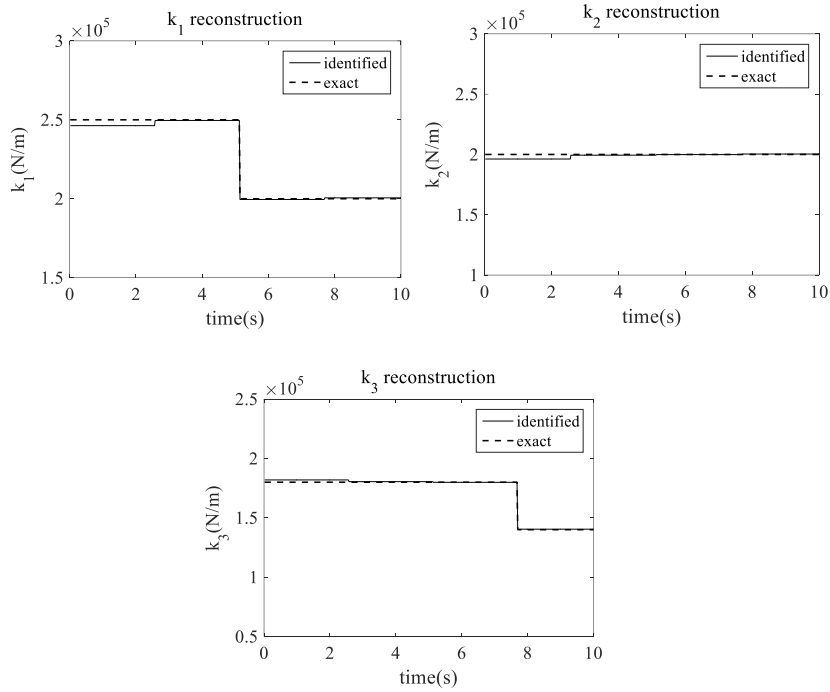 k1 reconstruction
×10^5
3
2.5
2
1.5
k1(N/m)
identified
exact
0 2 4 6 8 10
time(s)
k2 reconstruction
×10^5
3
2.5
2
1.5
1
k2(N/m)
identified
exact
0 2 4 6 8 10
time(s)
k3 reconstruction
×10^5
2.5
2
1.5
1
0.5
k3(N/m)
identified
exact
0 2 4 6 8 10
time(s)